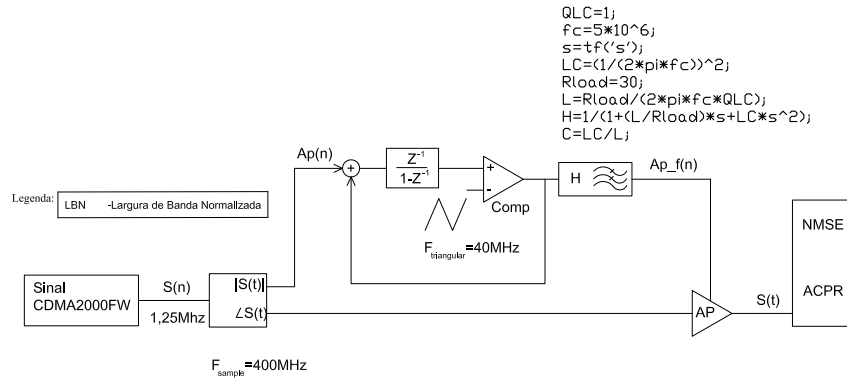 QLC=1;
fc=5*10^6;
s=tf('s');
LC=(1/(2*pi*fc))^2;
Rload=30;
L=Rload/(2*pi*fc*QLC);
H=1/(1+(L/Rload)*s+LC*s^2);
C=LC/L;
Ap(n)
+
Z-1
1-Z-1
+
-
Comp
H
Ap_f(n)
Legenda:
LBN -Largura de Banda Normalizada
Ftriangular=40MHz
NMSE
ACPR
Sinal
CDMA2000FW
S(n)
1,25Mhz
|S(t)|
∠S(t)
AP
S(t)
Fsample=400MHz